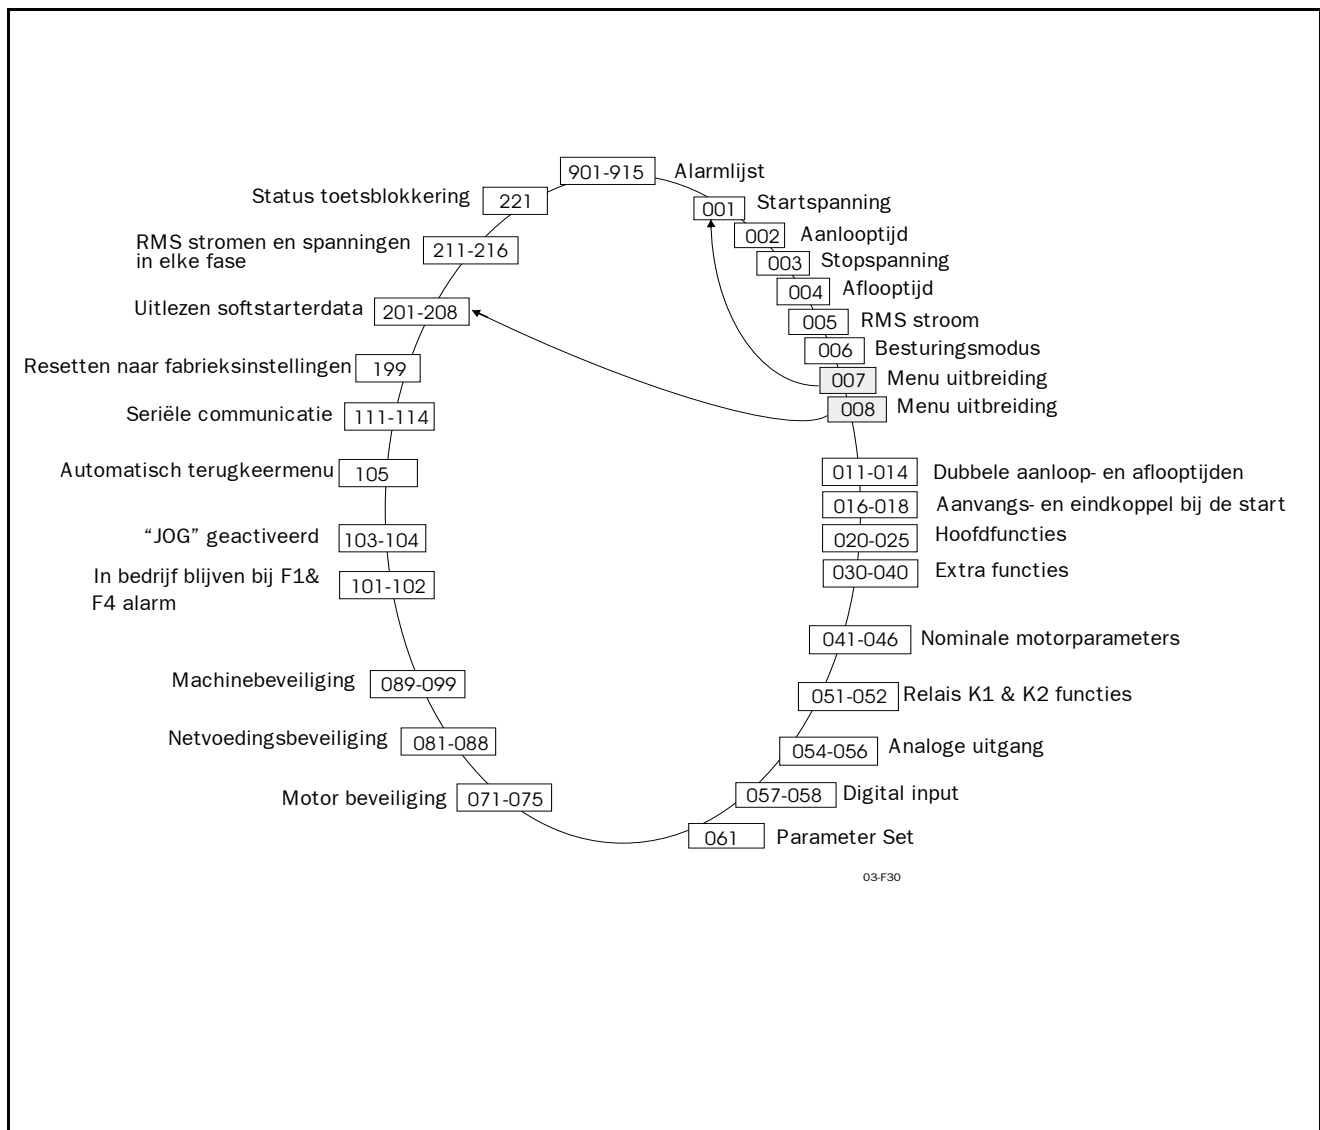 901-915 Alarmlijst
001 Startspanning
002 Aanlooptijd
003 Stopspanning
004 Aflooptijd
005 RMS stroom
006 Besturingsmodus
007 Menu uitbreiding
008 Menu uitbreiding
011-014 Dubbele aanloop- en aflooptijden
016-018 Aanvangs- en eindkoppel bij de start
020-025 Hoofdfuncties
030-040 Extra functies
041-046 Nominale motorparameters
051-052 Relais K1 & K2 functies
054-056 Analoge uitgang
057-058 Digital input
061 Parameter Set
Motor beveiliging 071-075
Netvoedingsbeveiliging 081-088
Machinebeveiliging 089-099
In bedrijf blijven bij F1&
F4 alarm
101-102
“JOG” geactiveerd 103-104
Automatisch terugkeermenu 105
Seriële communicatie 111-114
Resetten naar fabrieksinstellingen 199
Uitlezen softstarterdata 201-208
RMS stromen en spanningen
in elke fase
211-216
Status toetsblokkering 221
03-F30